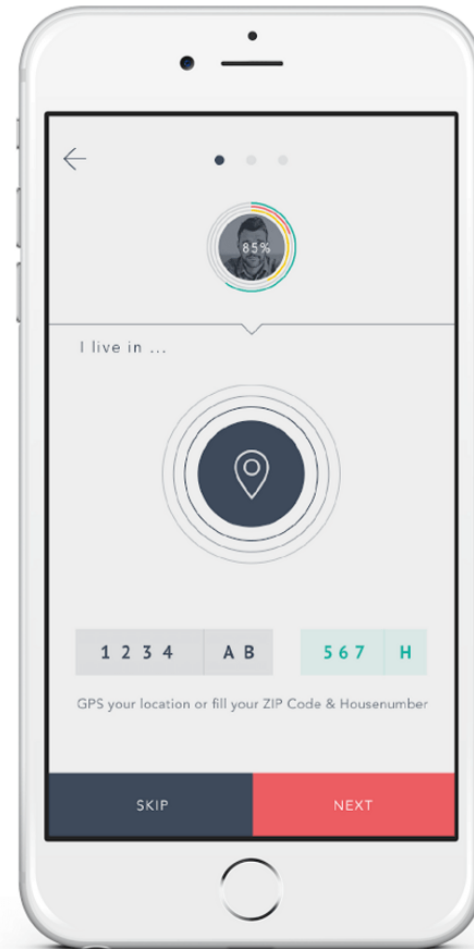 85%
I live in ...
1 2 3 4 A B 5 6 7 H
GPS your location or fill your ZIP Code & Housenumber
SKIP NEXT